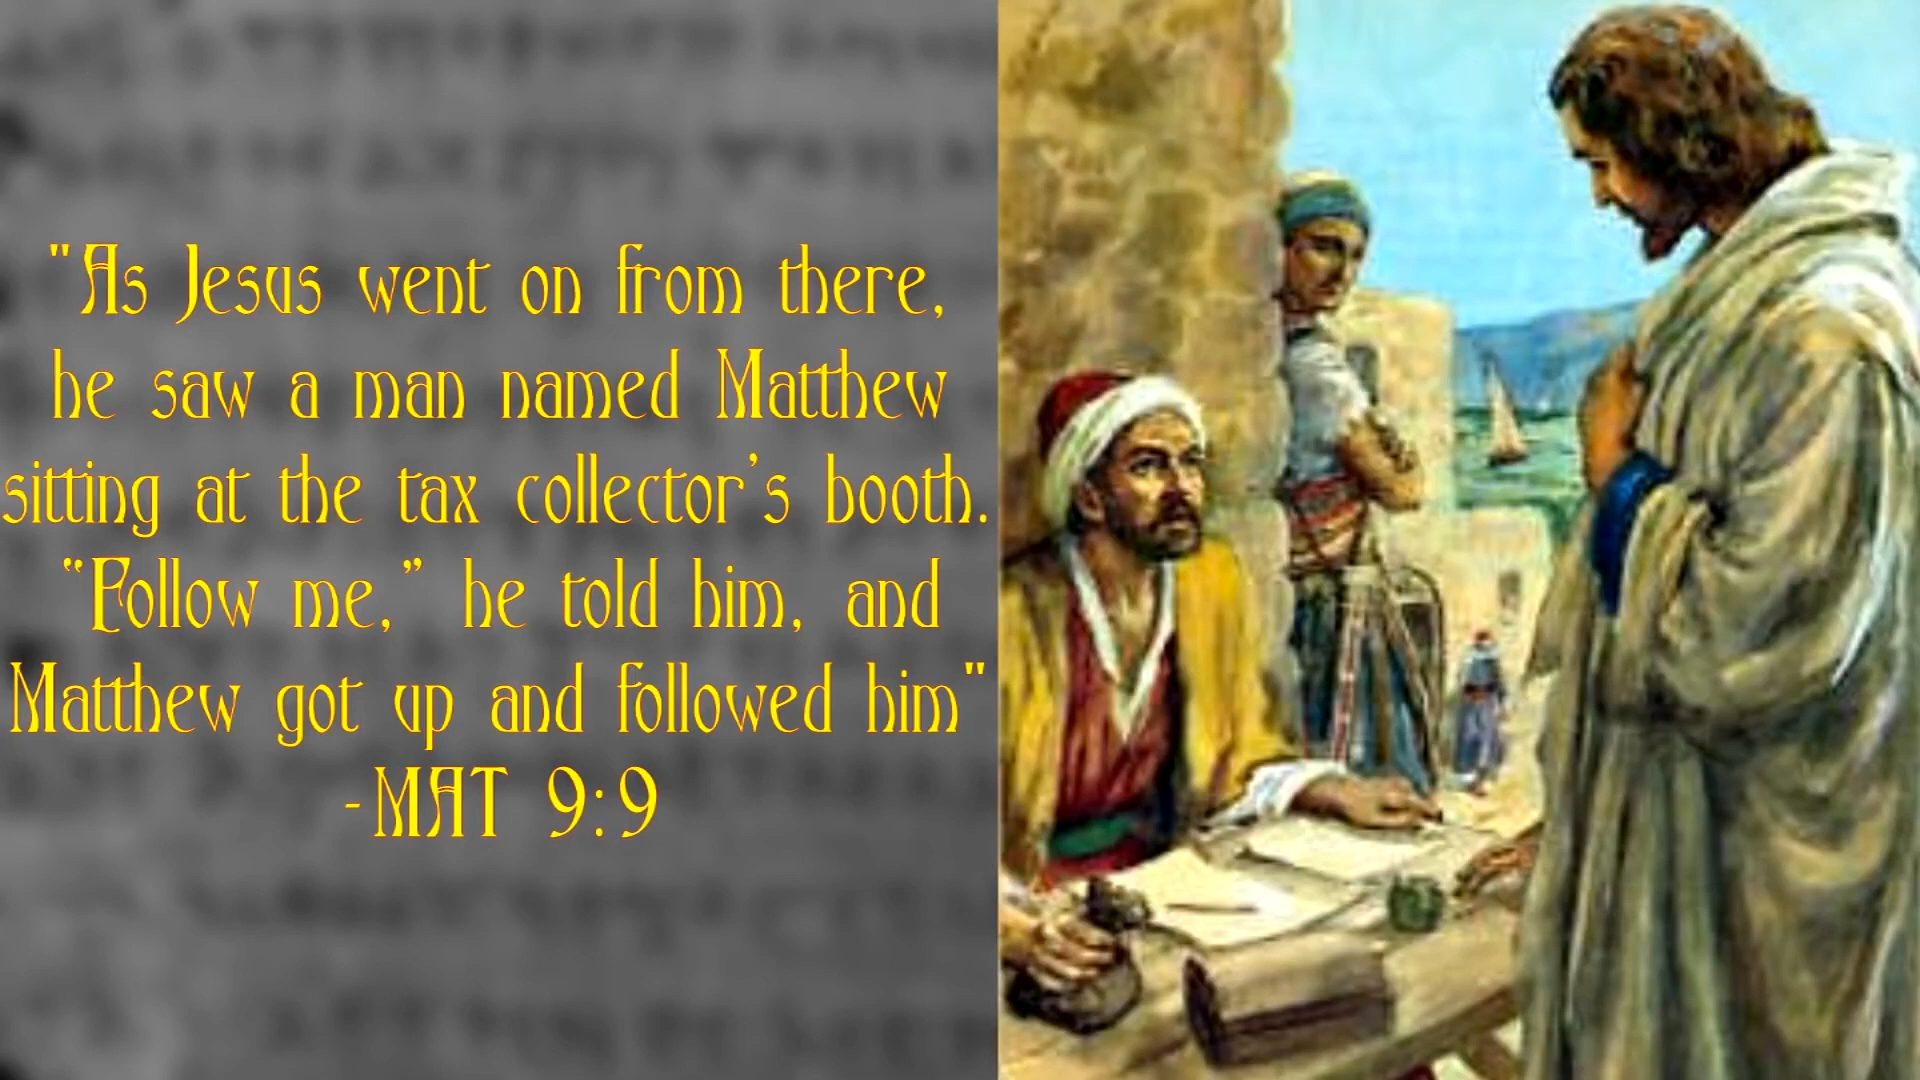 "As Jesus went on from there,
he saw a man named Matthew
sitting at the tax collector’s booth.
“Follow me,” he told him, and
Matthew got up and followed him"
-MAT 9:9